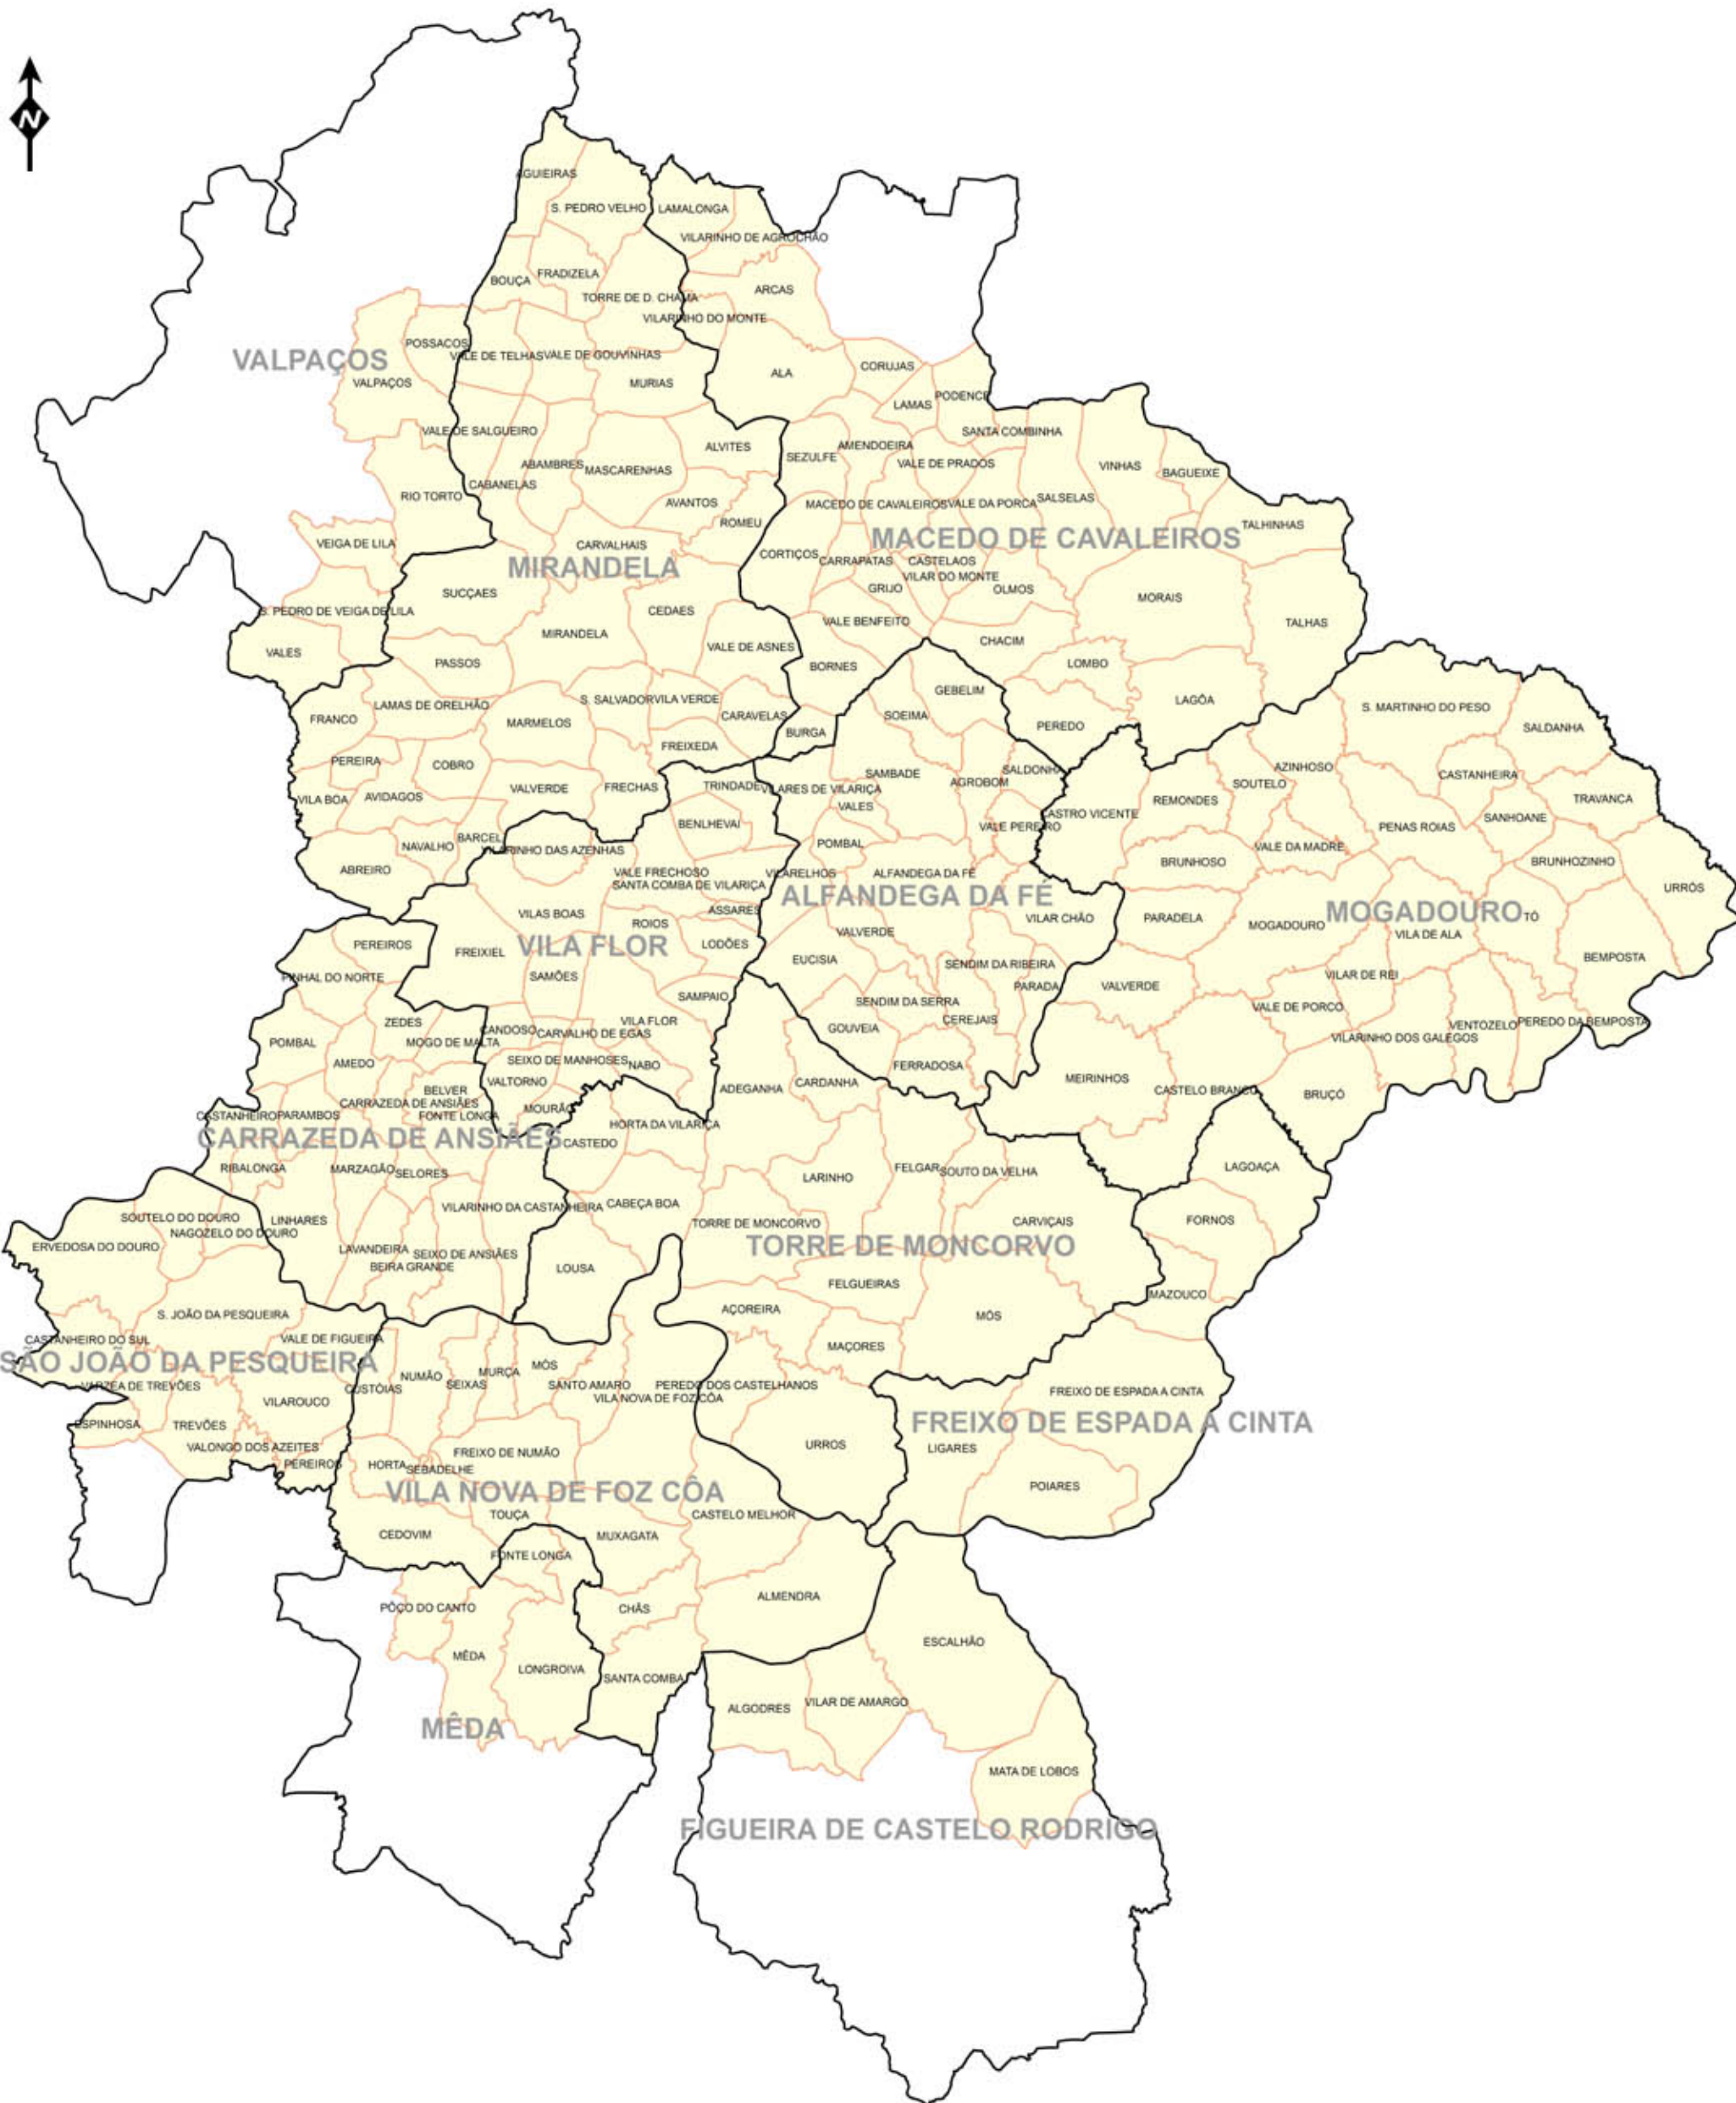 N
AGUIEIRAS
S. PEDRO VELHO
LAMALONGA
VILARINHO DE AGROCHÃO
BOUÇA
FRADIZELA
ARCAS
TORRE DE D. CHAMA
VILARINHO DO MONTE
POSSACOS
VALE DE TELHAS
VALE DE GOUVINHAS
VALPAÇOS
VALPAÇOS
MURIAS
ALA
CORUJAS
LAMAS
PODENCE
VALE DE SALGUEIRO
SANTA COMBINHA
ALVITES
SEZULFE
AMENDOEIRA
VALE DE PRADOS
VINHAS
BAGUEIXE
ABAMBRES
MASCARENHAS
CABANELAS
RIO TORTO
AVANTOS
MACEDO DE CAVALEIROS
VALE DA PORCA
SALSELAS
ROMEU
TALHINHAS
MACEDO DE CAVALEIROS
VEIGA DE LILA
CARVALHAIS
CORTIÇOS
CARRAPATAS
CASTELAOS
MIRANDELA
VILAR DO MONTE
GRIJO
OLMOS
SUCÇAES
MORAIS
S. PEDRO DE VEIGA DE LILA
CEDAES
VALE BENFEITO
TALHAS
MIRANDELA
VALES
PASSOS
VALE DE ASNES
CHACIM
BORNES
LOMBO
GEBELIM
LAGÔA
LAMAS DE ORELHÃO
S. SALVADOR
VILA VERDE
S. MARTINHO DO PESO
FRANCO
MARMELOS
CARAVELAS
SOEIMA
PEREDO
SALDANHA
BURGA
FREIXEDA
PEREIRA
COBRO
SAMBADE
SALDONHA
AGROBOM
AZINHOSO
CASTANHEIRA
SOUTELO
VILA BOA
AVIDAGOS
VALVERDE
FRECHAS
TRINDADE
VILARES DE VILARIÇA
VALES
REMONDES
TRAVANCA
CASTRO VICENTE
SANHOANE
BENLHEVAI
VALE PEREIRO
PENAS ROIAS
BARCEL
NAVALHO
VILARINHO DAS AZENHAS
POMBAL
VALE DA MADRE
BRUNHOSO
BRUNHOZINHO
ABREIRO
VALE FRECHOSO
VILARELHOS
ALFANDEGA DA FÉ
SANTA COMBA DE VILARIÇA
URRÓS
ALFANDEGA DA FÉ
VILAS BOAS
ASSARES
ROIOS
VILAR CHÃO
PARADELA
MOGADOURO
MOGADOURO
TÓ
VALVERDE
VILA DE ALA
PEREIROS
FREIXIEL
VILA FLOR
LODÕES
EUCISIA
SENDIM DA RIBEIRA
BEMPOSTA
PINHAL DO NORTE
SAMÕES
VILAR DE REI
SAMPAIO
SENDIM DA SERRA
PARADA
VALVERDE
VALE DE PORCO
ZEDES
CANDOSO
CARVALHO DE EGAS
VILA FLOR
GOUVEIA
CEREJAIS
VENTOZELO
PEREDO DA BEMPOSTA
POMBAL
MOGO DE MALTA
VILARINHO DOS GALEGOS
AMEDO
SEIXO DE MANHOSES
NABO
FERRADOSA
BELVER
VALTORNO
ADEGANHA
CARDANHA
MEIRINHOS
CASTELO BRANCO
BRUÇÓ
CARRAZEDA DE ANSIÃES
MOURÃO
CASTANHEIRO
PARAMBOS
FONTE LONGA
HORTA DA VILARIÇA
CARRAZEDA DE ANSIÃES
CASTEDO
RIBALONGA
MARZAGÃO
SELORES
LARINHO
FELGAR
SOUTO DA VELHA
LAGOAÇA
VILARINHO DA CASTANHEIRA
CABEÇA BOA
SOUTELO DO DOURO
LINHARES
TORRE DE MONCORVO
CARVIÇAIS
FORNOS
NAGOZELO DO DOURO
ERVEDOSA DO DOURO
LAVANDEIRA
SEIXO DE ANSIÃES
TORRE DE MONCORVO
BEIRA GRANDE
LOUSA
FELGUEIRAS
MAZOUCO
S. JOÃO DA PESQUEIRA
AÇOREIRA
MÓS
CASTANHEIRO DO SUL
VALE DE FIGUEIRA
MAÇORES
SÃO JOÃO DA PESQUEIRA
NUMÃO
MURÇA
MÓS
VARZEA DE TREVÕES
CUSTÓIAS
SEIXAS
SANTO AMARO
PEREDO DOS CASTELHANOS
FREIXO DE ESPADA A CINTA
VILAROUCO
VILA NOVA DE FOZ CÔA
ESPINHOSA
TREVÕES
FREIXO DE ESPADA À CINTA
VALONGO DOS AZEITES
FREIXO DE NUMÃO
URROS
LIGARES
PEREIROS
HORTA
SEBADELHE
POIARES
VILA NOVA DE FOZ CÔA
TOUÇA
CASTELO MELHOR
CEDOVIM
MUXAGATA
FONTE LONGA
ALMENDRA
PÔÇO DO CANTO
CHÃS
ESCALHÃO
MÊDA
LONGROIVA
SANTA COMBA
ALGODRES
VILAR DE AMARGO
MÊDA
MATA DE LOBOS
FIGUEIRA DE CASTELO RODRIGO